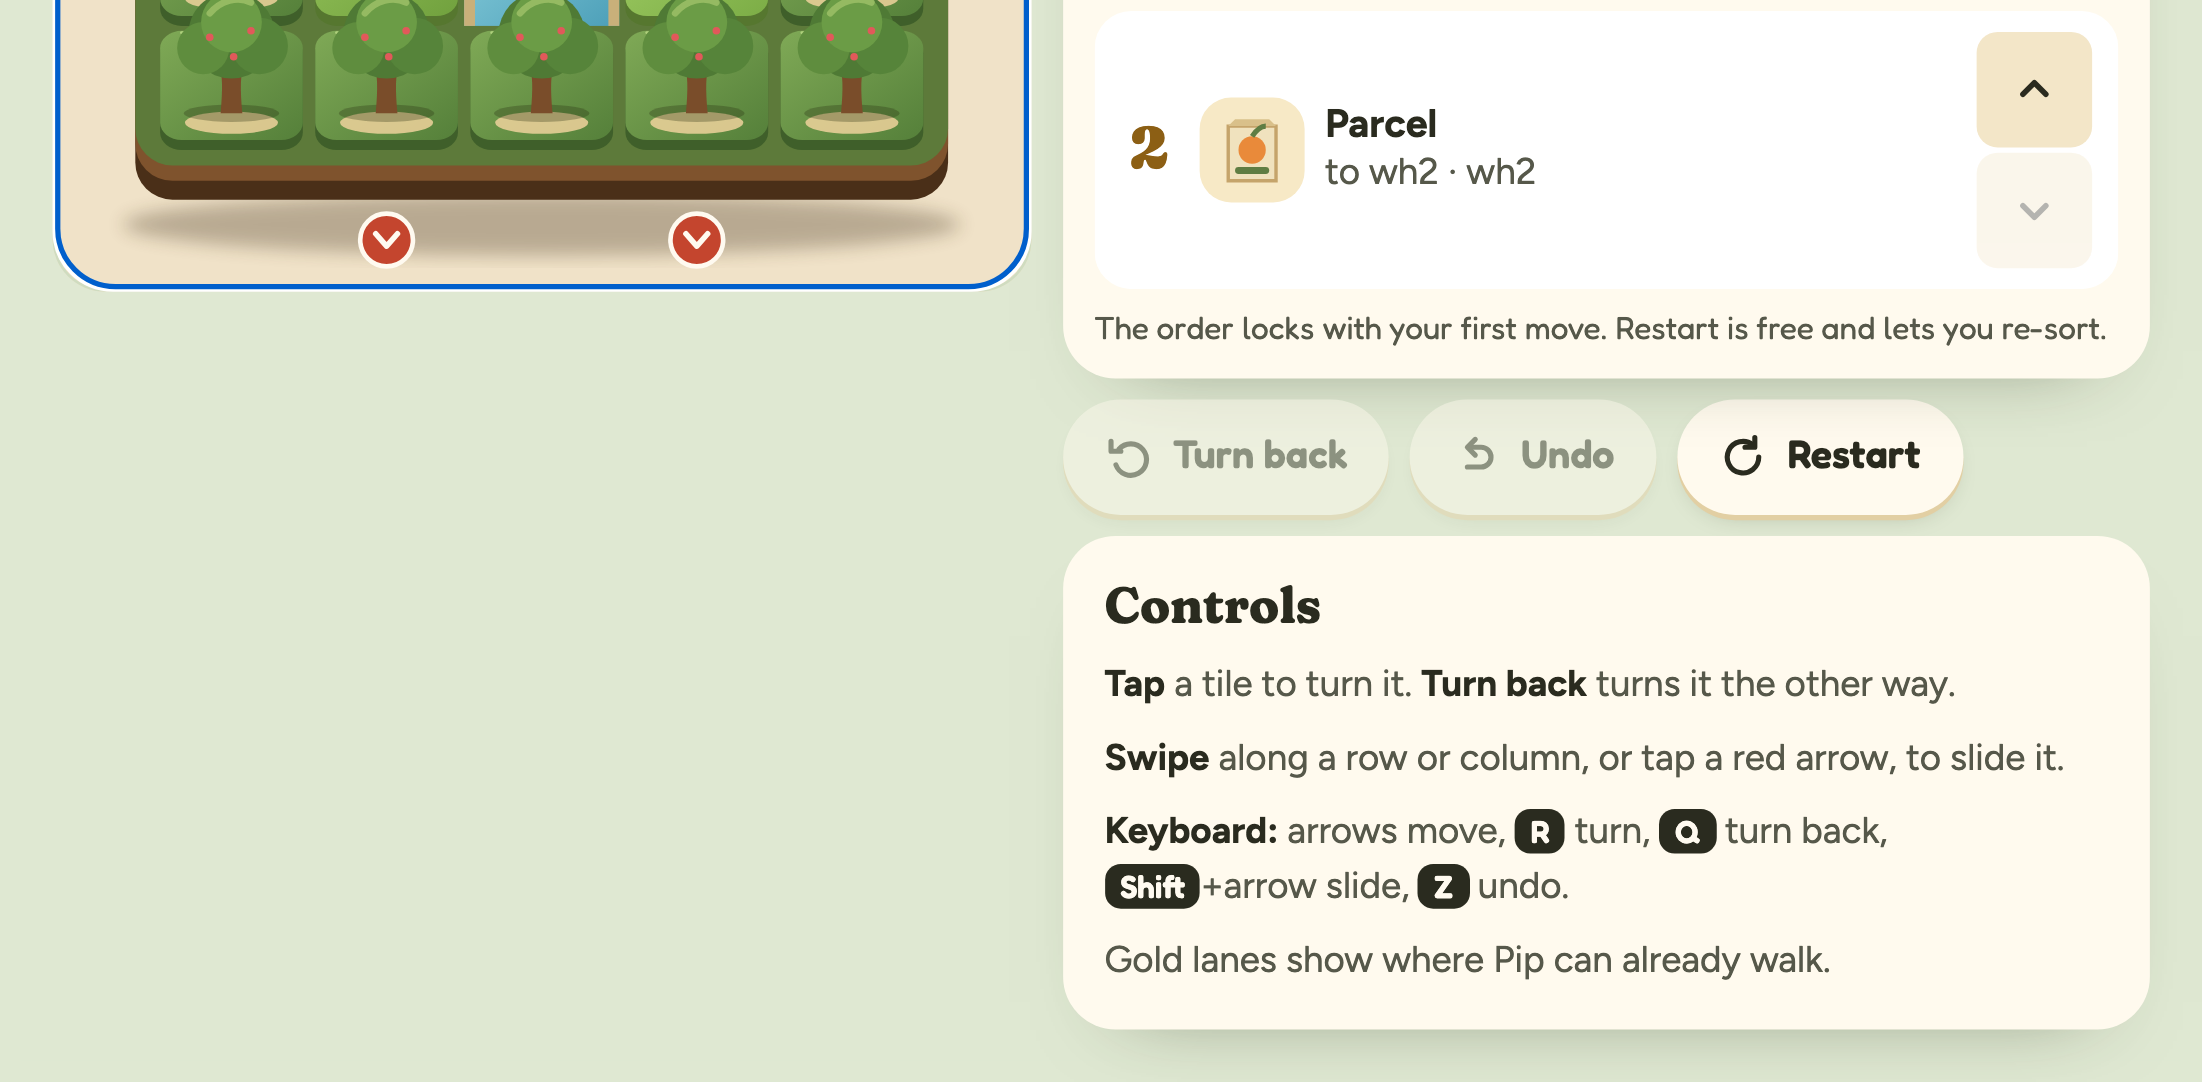 2
Parcel
to wh2 · wh2
The order locks with your first move. Restart is free and lets you re-sort.
Turn back
Undo
Restart
Controls
Tap a tile to turn it. Turn back turns it the other way.
Swipe along a row or column, or tap a red arrow, to slide it.
Keyboard: arrows move, R turn, Q turn back,
Shift+arrow slide, Z undo.
Gold lanes show where Pip can already walk.